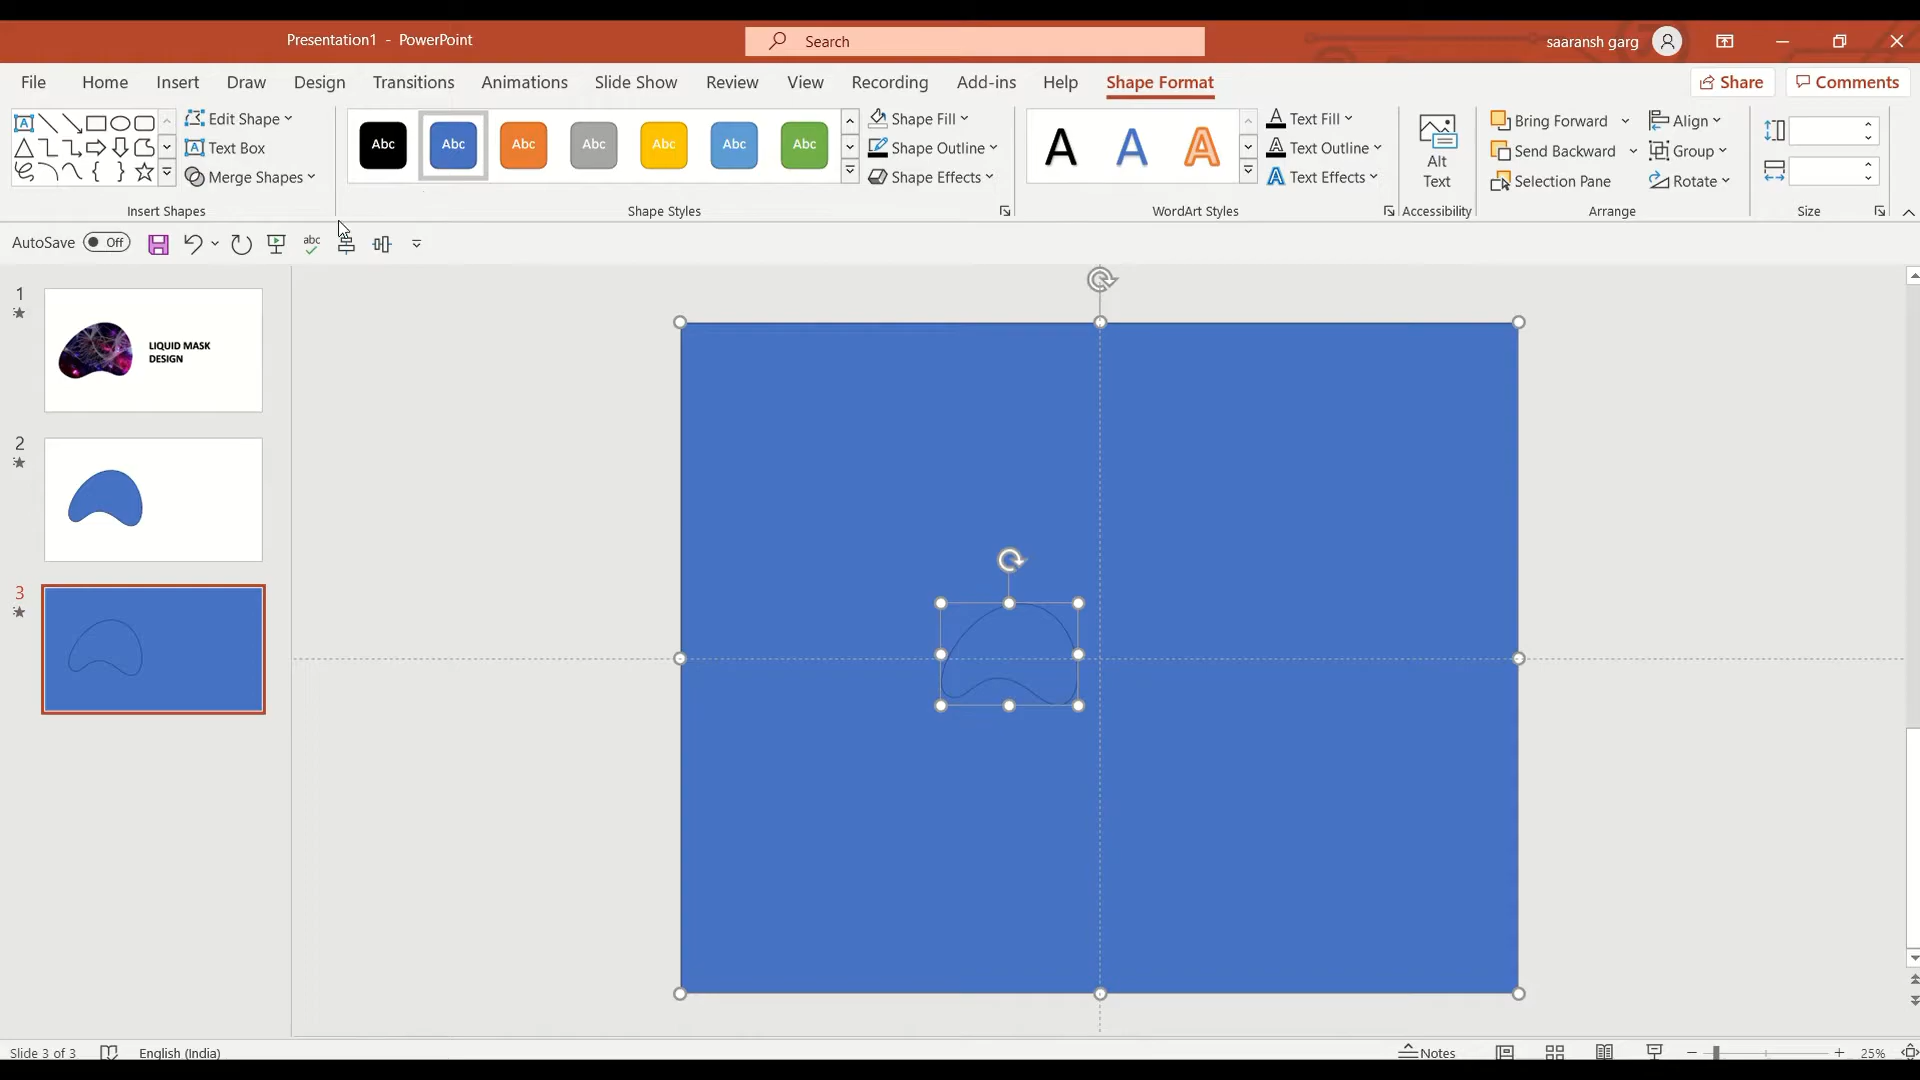 Presentation1 - PowerPoint
Search
saaransh garg
File Home Insert Draw Design Transitions Animations Slide Show Review View Recording Add-ins Help Shape Format Share Comments
Edit Shape
Text Box
Merge Shapes
Insert Shapes
Abc Abc Abc Abc Abc Abc Abc
Shape Fill
Shape Outline
Shape Effects
Shape Styles
A A A
Text Fill
Text Outline
Text Effects
WordArt Styles
Alt
Text
Accessibility
Bring Forward
Send Backward
Selection Pane
Align
Group
Rotate
Arrange
Size
AutoSave Off
abc
1
LIQUID MASK
DESIGN
2
3
Slide 3 of 3 English (India) Notes 25%